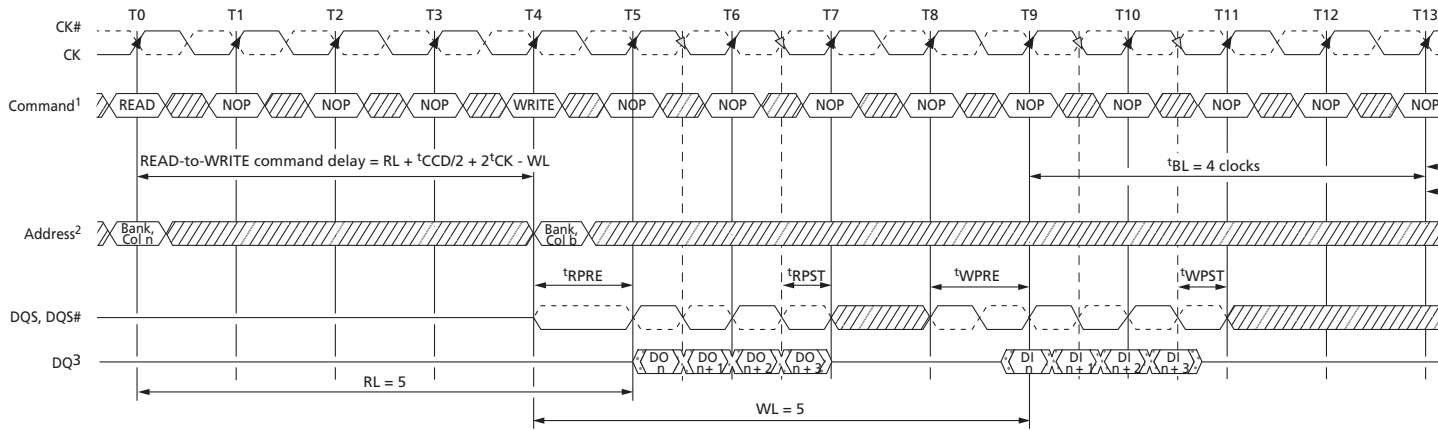 T0 T1 T2 T3 T4 T5 T6 T7 T8 T9 T10 T11 T12 T13
CK#
CK
Command1 READ NOP NOP NOP WRITE NOP NOP NOP NOP NOP NOP NOP NOP NOP
READ-to-WRITE command delay = RL + tCCD/2 + 2tCK - WL
tBL = 4 clocks
Address2
Bank, Bank,
Col n Col b
tRPRE tRPST tWPRE tWPST
DQS, DQS#
DQ3
DO DO DO DO DI DI DI DI
n n + 1 n + 2 n + 3 n n + 1 n + 2 n + 3
RL = 5
WL = 5